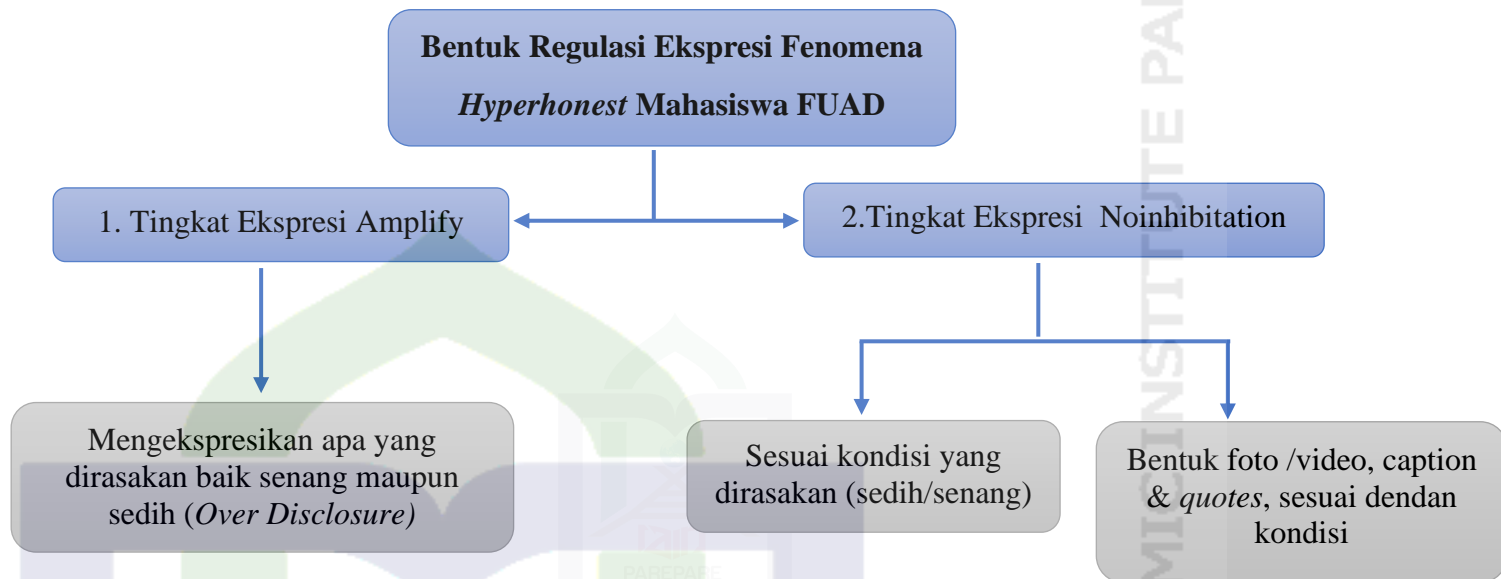 Bentuk Regulasi Ekspresi Fenomena
Hyperhonest Mahasiswa FUAD
1. Tingkat Ekspresi Amplify
2.Tingkat Ekspresi Noinhibitation
Mengekspresikan apa yang
dirasakan baik senang maupun
sedih (Over Disclosure)
Sesuai kondisi yang
dirasakan (sedih/senang)
Bentuk foto /video, caption
& quotes, sesuai dendan
kondisi
PAREPARE
INSTITUTE